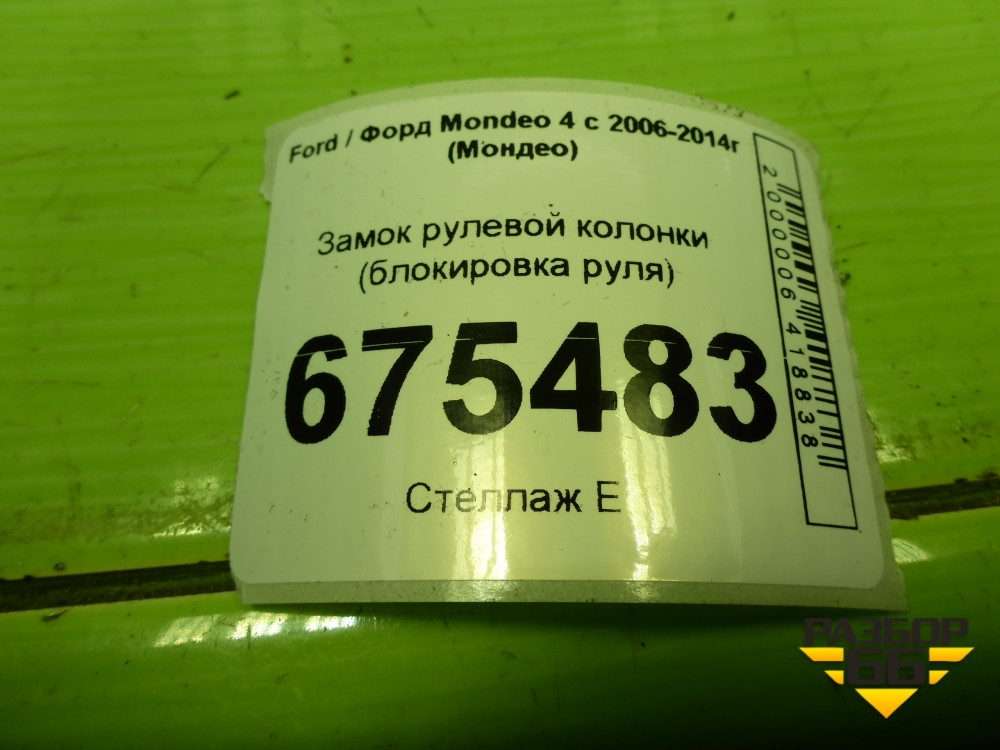 Ford / Форд Mondeo 4 с 2006-2014г
(Мондео)
Замок рулевой колонки
(блокировка руля)
675483
Стеллаж Е
2000006418838
РАЗБОР
66